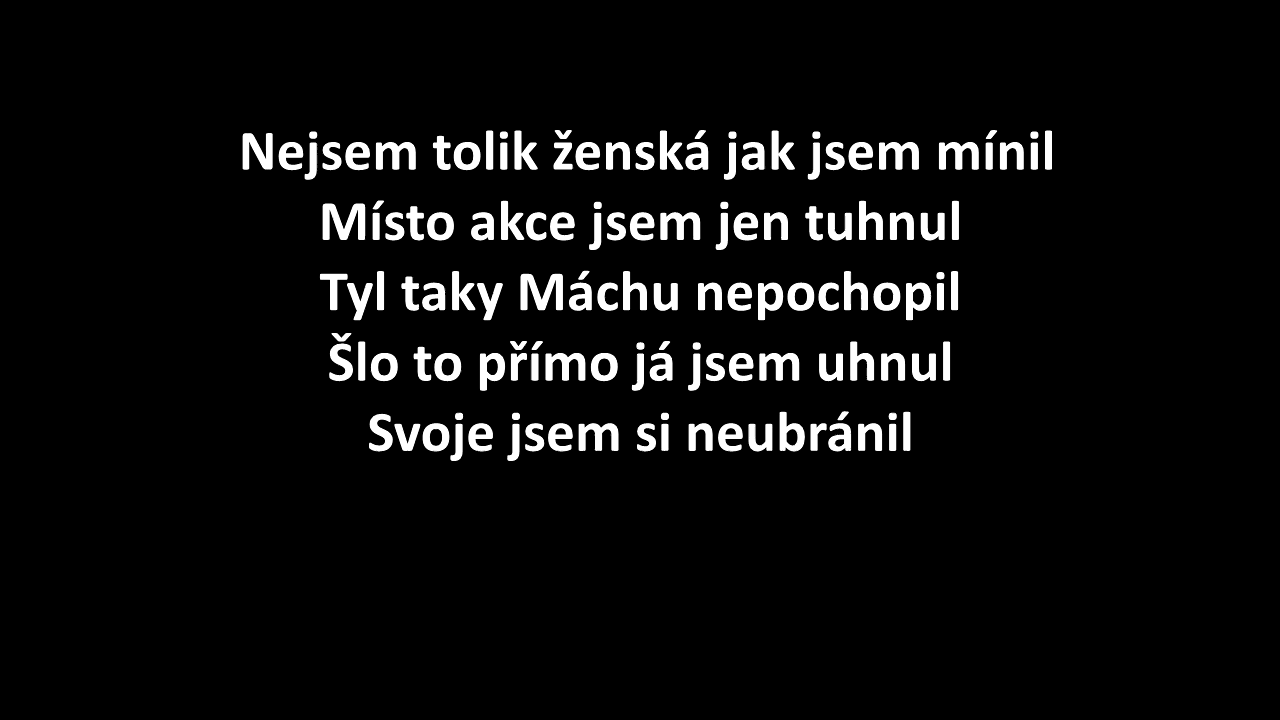 Nejsem tolik ženská jak jsem mínil
Místo akce jsem jen tuhnul
Tyl taky Máchu nepochopil
Šlo to přímo já jsem uhnul
Svoje jsem si neubránil